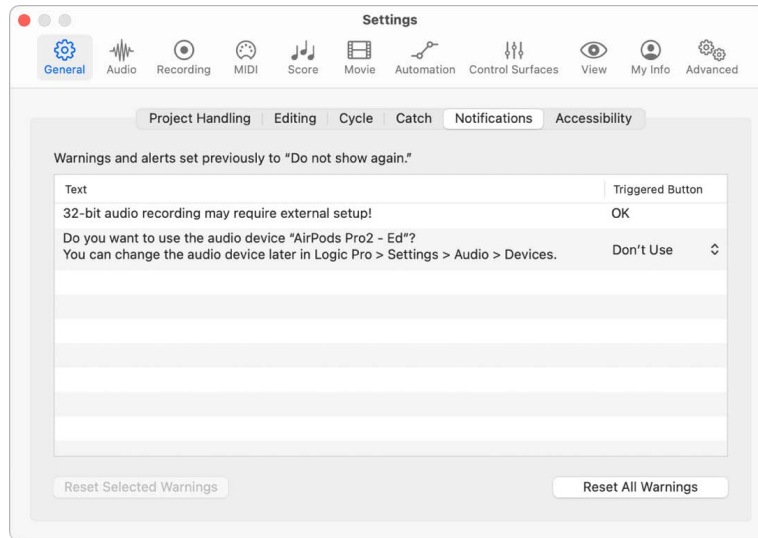 Settings
General
Audio
Recording
MIDI
Score
Movie
Automation
Control Surfaces
View
My Info
Advanced
Project Handling
Editing
Cycle
Catch
Notifications
Accessibility
Warnings and alerts set previously to “Do not show again.”
Text
Triggered Button
32-bit audio recording may require external setup!
OK
Do you want to use the audio device “AirPods Pro2 - Ed”?
You can change the audio device later in Logic Pro > Settings > Audio > Devices.
Don’t Use
Reset Selected Warnings
Reset All Warnings